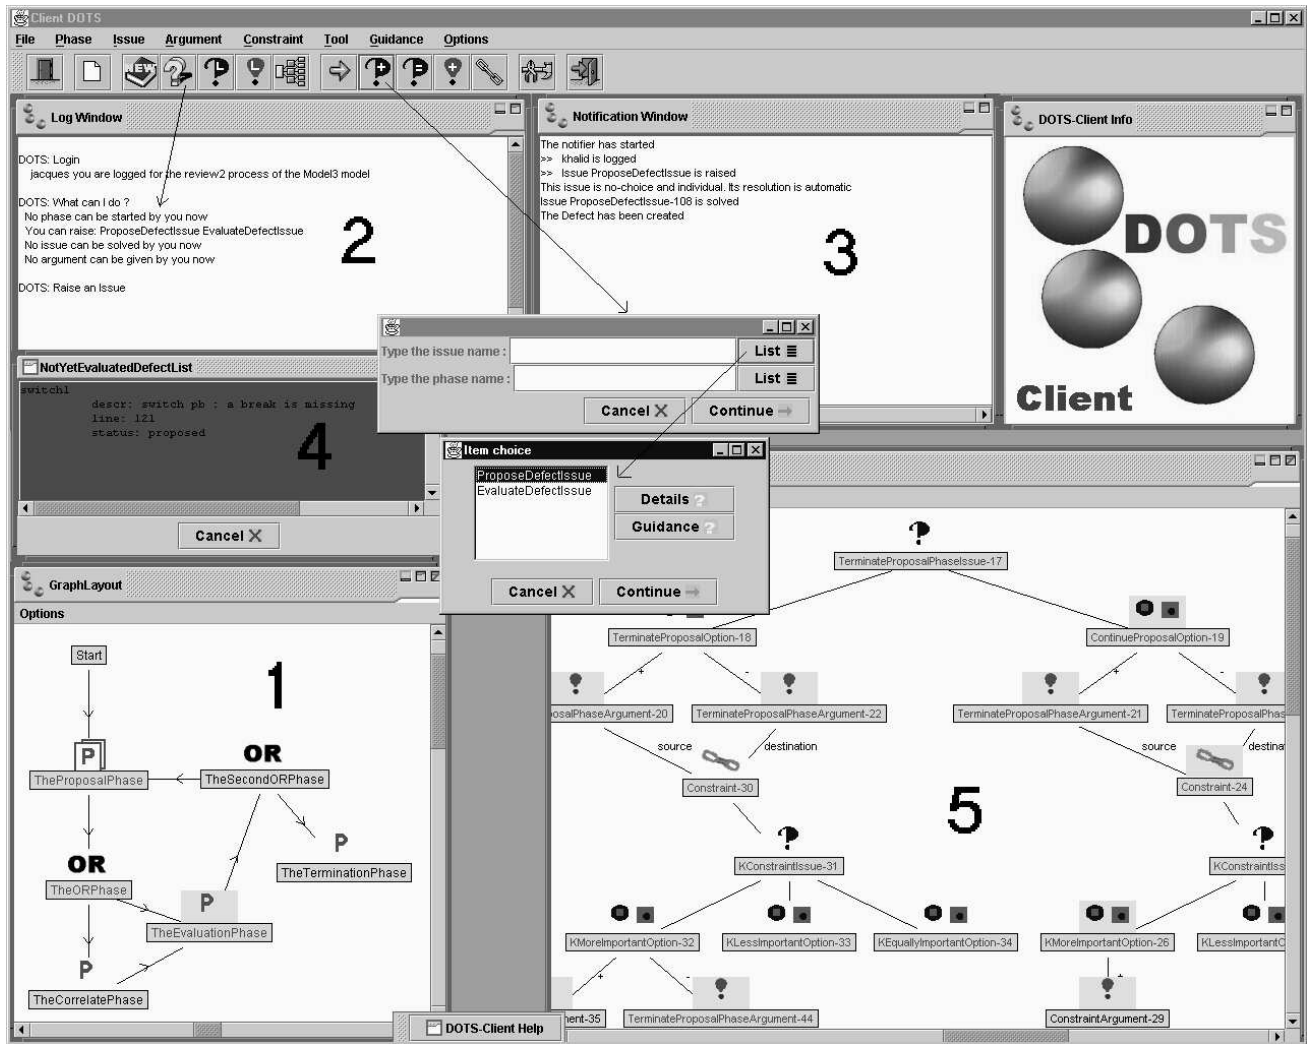 Client DOTS
File Phase Issue Argument Constraint Tool Guidance Options
NEW
Log Window
DOTS: Login
jacques you are logged for the review2 process of the Model3 model
DOTS: What can I do ?
No phase can be started by you now
You can raise: ProposeDefectIssue EvaluateDefectIssue
No issue can be solved by you now
No argument can be given by you now
DOTS: Raise an Issue
2
Notification Window
The notifier has started
>> khalid is logged
>> Issue ProposeDefectIssue is raised
This issue is no-choice and individual. Its resolution is automatic
Issue ProposeDefectIssue-108 is solved
The Defect has been created
3
DOTS-Client Info
DOTS
Client
Type the issue name :
List
Type the phase name :
List
Cancel
Continue
NotYetEvaluatedDefectList
switch1
descr: switch pb : a break is missing
line: 121
status: proposed
4
Cancel
Item choice
ProposeDefectIssue
EvaluateDefectIssue
Details ?
Guidance ?
Cancel
Continue
GraphLayout
Options
1
Start
P
TheProposalPhase
OR
TheSecondORPhase
P
TheTerminationPhase
OR
TheORPhase
P
TheEvaluationPhase
P
TheCorrelatePhase
DOTS-Client Help
TerminateProposalPhaseIssue-17
TerminateProposalOption-18
ContinueProposalOption-19
+ - + -
osalPhaseArgument-20
TerminateProposalPhaseArgument-22
TerminateProposalPhaseArgument-21
TerminateProposalPhas
source destination
source destina
Constraint-30
Constraint-24
5
KConstraintIssue-31
KConstraintIss
KMoreImportantOption-32
KLessImportantOption-33
KEquallyImportantOption-34
KMoreImportantOption-26
KLessImportantO
+ - +
ment-35
TerminateProposalPhaseArgument-44
ConstraintArgument-29